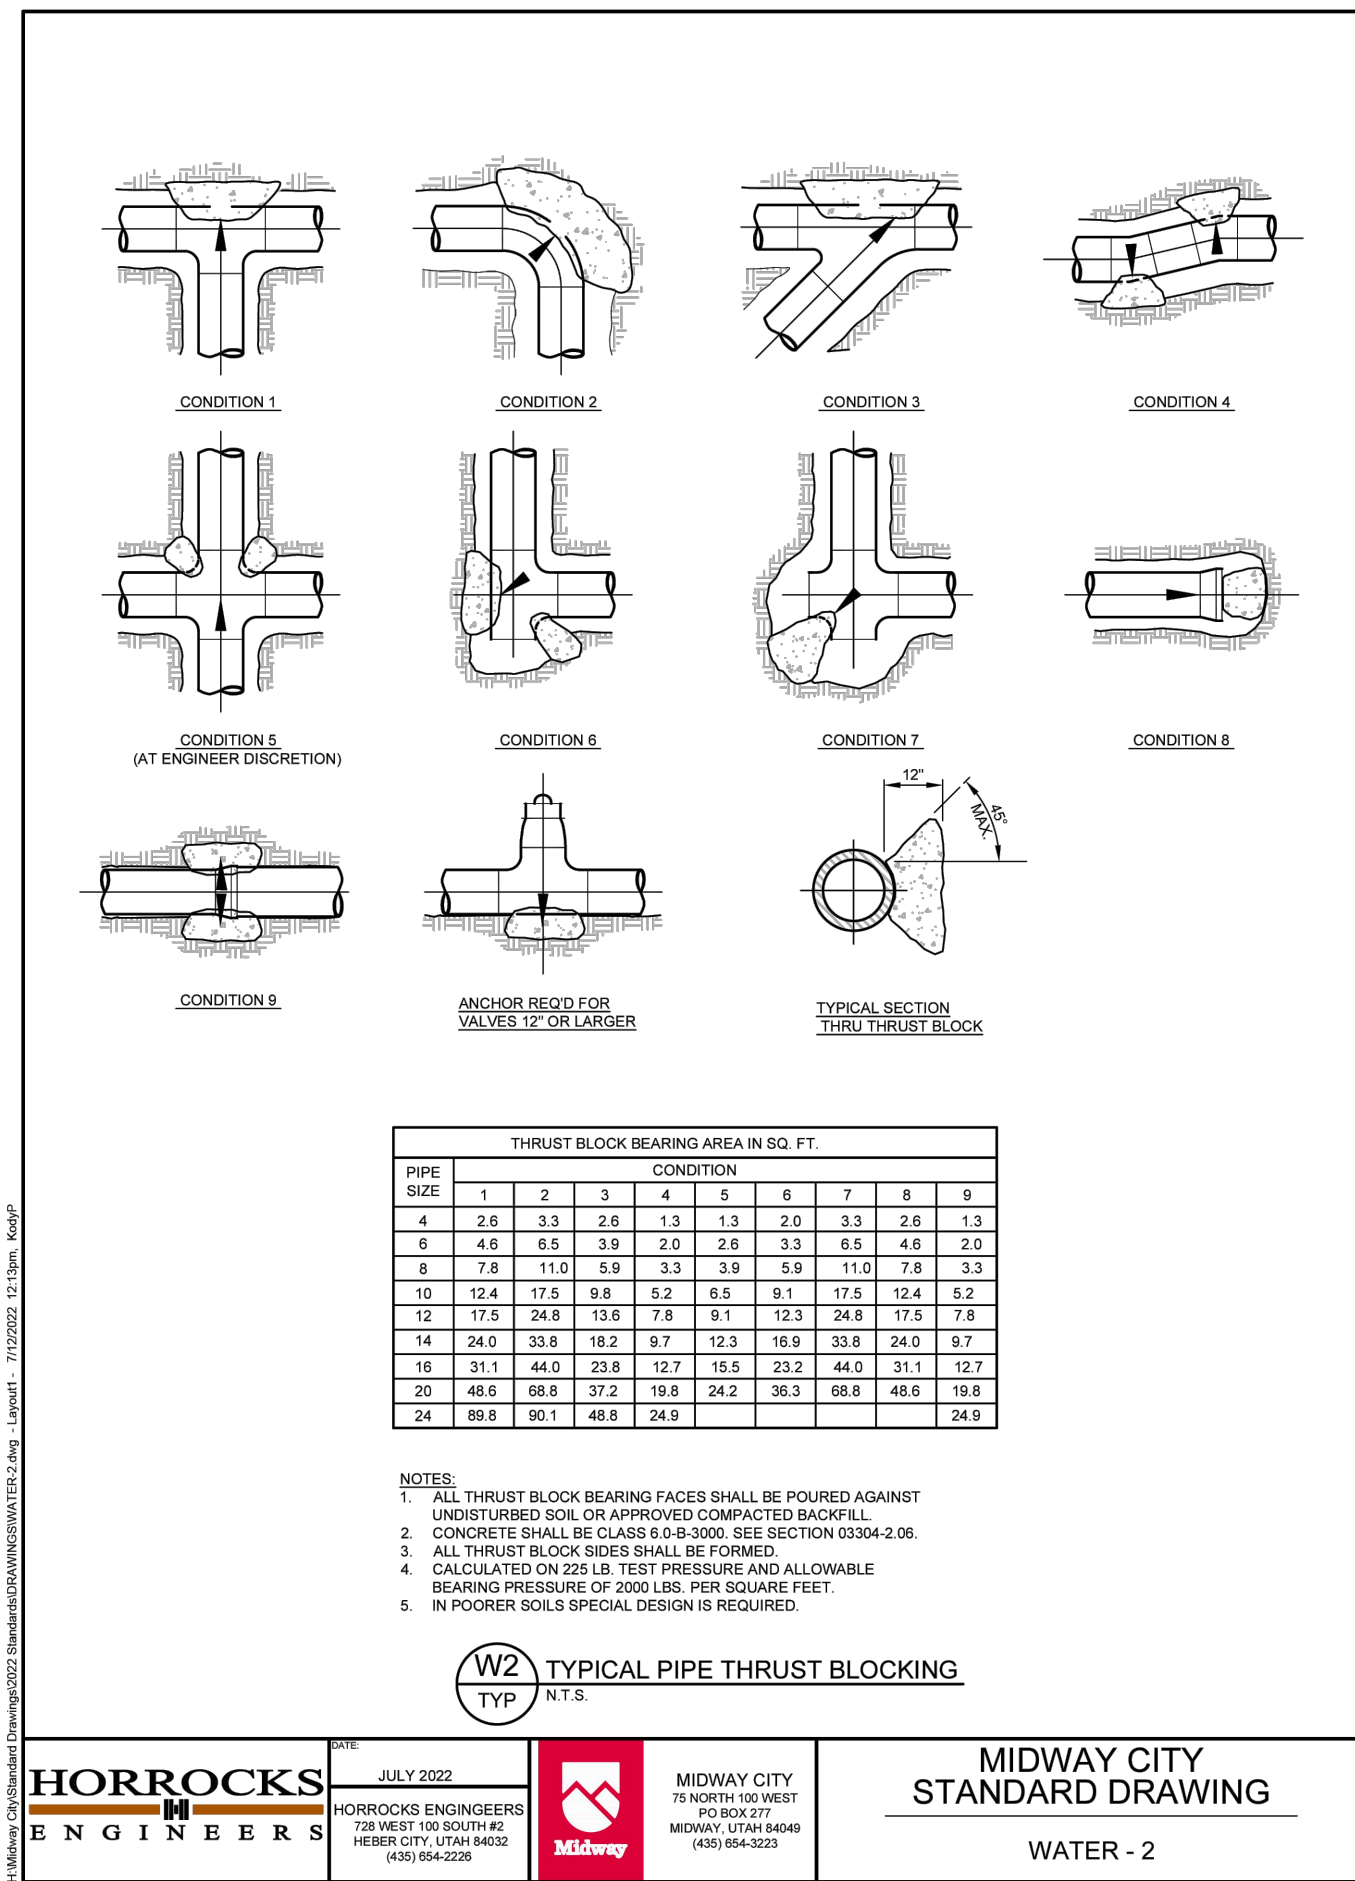 CONDITION 1
CONDITION 2
CONDITION 3
CONDITION 4
CONDITION 5
(AT ENGINEER DISCRETION)
CONDITION 6
CONDITION 7
CONDITION 8
12"
45°
MAX.
CONDITION 9
ANCHOR REQ'D FOR
VALVES 12" OR LARGER
TYPICAL SECTION
THRU THRUST BLOCK
THRUST BLOCK BEARING AREA IN SQ. FT.
PIPE SIZE CONDITION
1 2 3 4 5 6 7 8 9
4 2.6 3.3 2.6 1.3 1.3 2.0 3.3 2.6 1.3
6 4.6 6.5 3.9 2.0 2.6 3.3 6.5 4.6 2.0
8 7.8 11.0 5.9 3.3 3.9 5.9 11.0 7.8 3.3
10 12.4 17.5 9.8 5.2 6.5 9.1 17.5 12.4 5.2
12 17.5 24.8 13.6 7.8 9.1 12.3 24.8 17.5 7.8
14 24.0 33.8 18.2 9.7 12.3 16.9 33.8 24.0 9.7
16 31.1 44.0 23.8 12.7 15.5 23.2 44.0 31.1 12.7
20 48.6 68.8 37.2 19.8 24.2 36.3 68.8 48.6 19.8
24 89.8 90.1 48.8 24.9 24.9
NOTES:
1. ALL THRUST BLOCK BEARING FACES SHALL BE POURED AGAINST
UNDISTURBED SOIL OR APPROVED COMPACTED BACKFILL.
2. CONCRETE SHALL BE CLASS 6.0-B-3000. SEE SECTION 03304-2.06.
3. ALL THRUST BLOCK SIDES SHALL BE FORMED.
4. CALCULATED ON 225 LB. TEST PRESSURE AND ALLOWABLE
BEARING PRESSURE OF 2000 LBS. PER SQUARE FEET.
5. IN POORER SOILS SPECIAL DESIGN IS REQUIRED.
W2
TYP
TYPICAL PIPE THRUST BLOCKING
N.T.S.
H:\Midway City\Standard Drawings\2022 Standards\DRAWINGS\WATER-2.dwg - Layout1 - 7/12/2022 12:13pm, KodyP
HORROCKS
ENGINEERS
DATE:
JULY 2022
HORROCKS ENGINGEERS
728 WEST 100 SOUTH #2
HEBER CITY, UTAH 84032
(435) 654-2226
Midway
MIDWAY CITY
75 NORTH 100 WEST
PO BOX 277
MIDWAY, UTAH 84049
(435) 654-3223
MIDWAY CITY
STANDARD DRAWING
WATER - 2